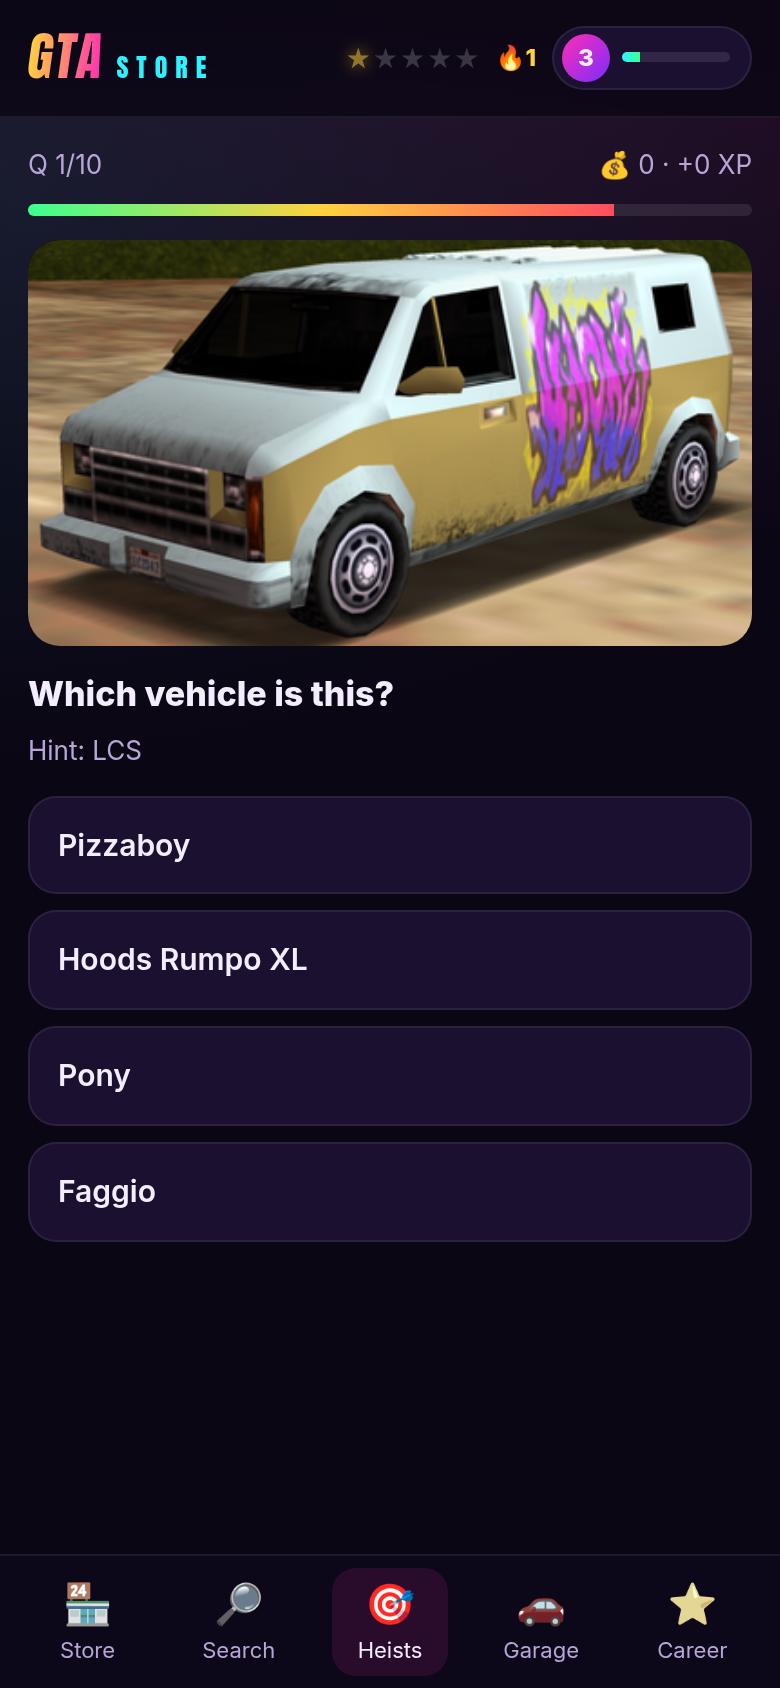 GTA STORE
🔥1
3
Q 1/10
💰 0 · +0 XP
Which vehicle is this?
Hint: LCS
Pizzaboy
Hoods Rumpo XL
Pony
Faggio
24
Store
Search
Heists
Garage
Career